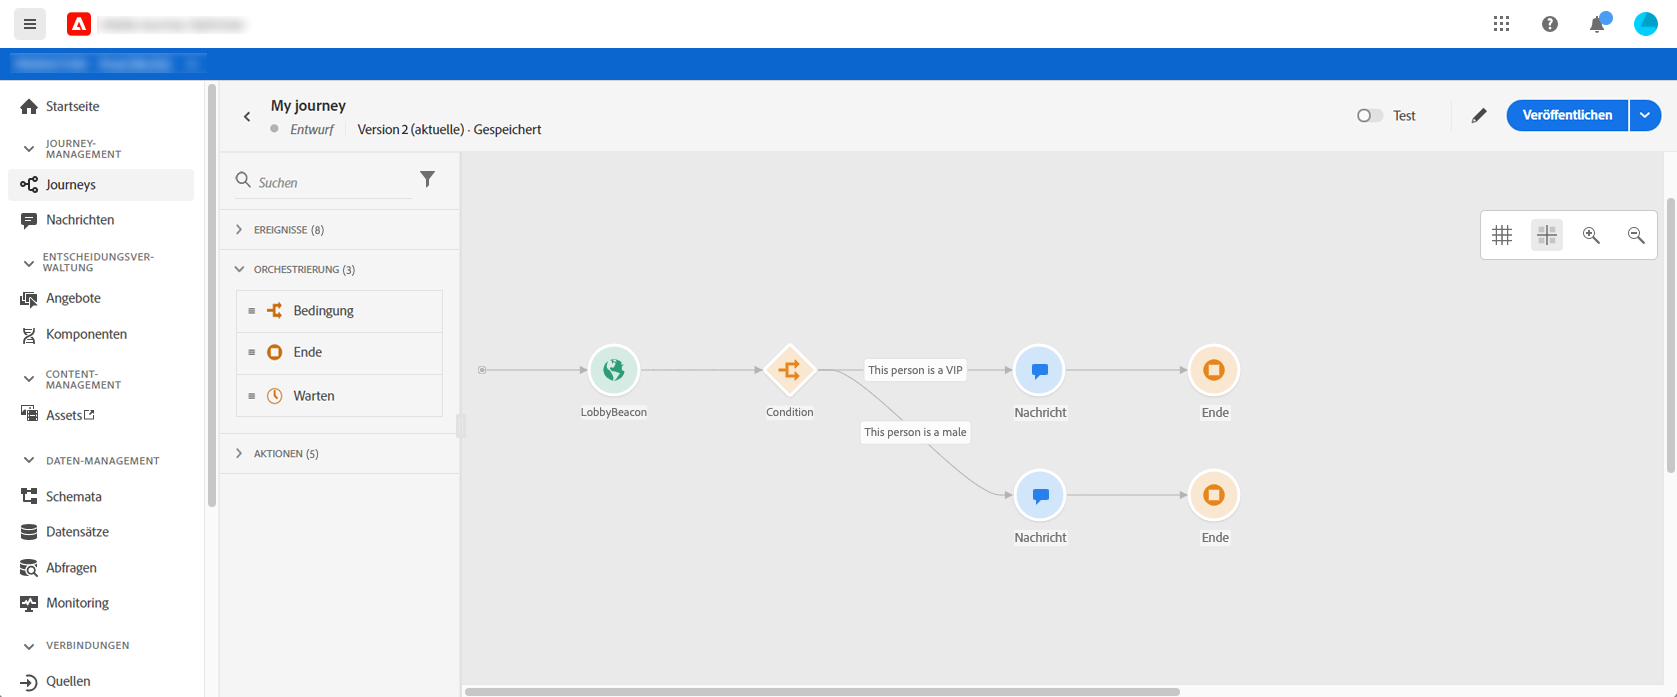 Startseite
JOURNEY-
MANAGEMENT
Journeys
Nachrichten
ENTSCHEIDUNGSVER-
WALTUNG
Angebote
Komponenten
CONTENT-
MANAGEMENT
Assets
DATEN-MANAGEMENT
Schemata
Datensätze
Abfragen
Monitoring
VERBINDUNGEN
Quellen
My journey
Entwurf
Version 2 (aktuelle) · Gespeichert
Test
Veröffentlichen
Suchen
EREIGNISSE (8)
ORCHESTRIERUNG (3)
Bedingung
Ende
Warten
AKTIONEN (5)
LobbyBeacon
Condition
This person is a VIP
Nachricht
Ende
This person is a male
Nachricht
Ende